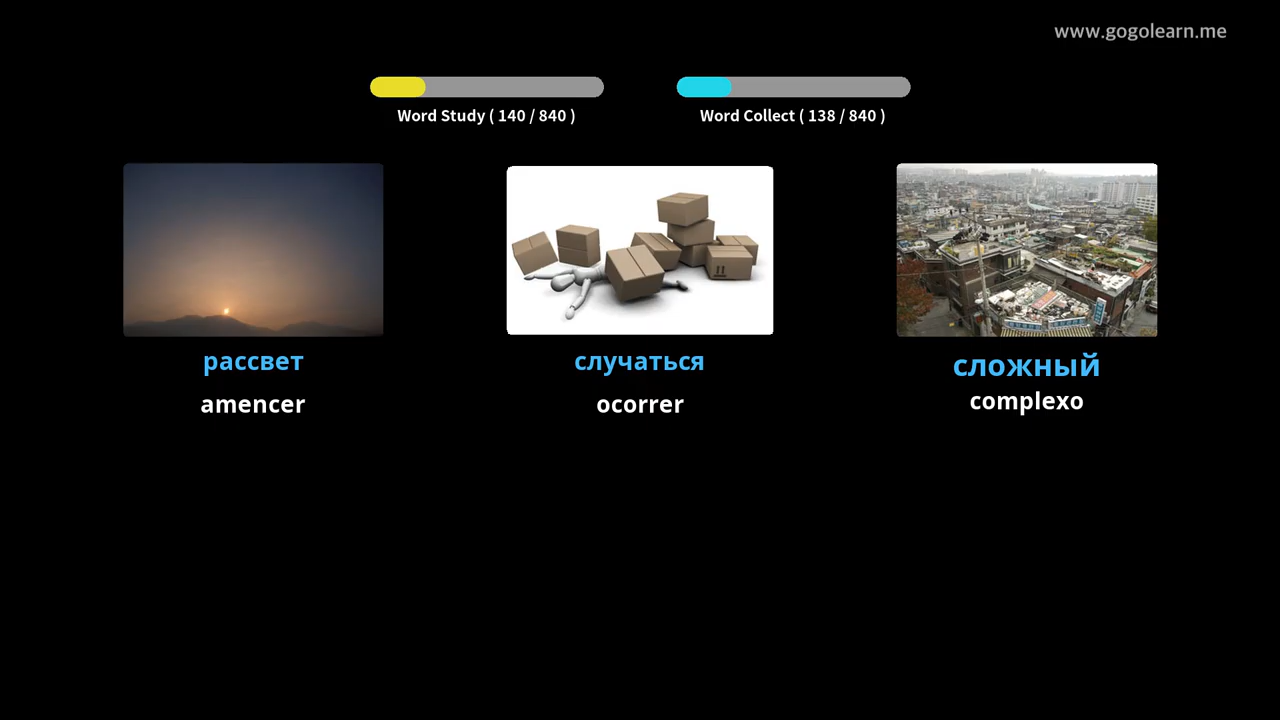 www.gogolearn.me
Word Study ( 140 / 840 )
Word Collect ( 138 / 840 )
рассвет
случаться
сложный
amencer
ocorrer
complexo